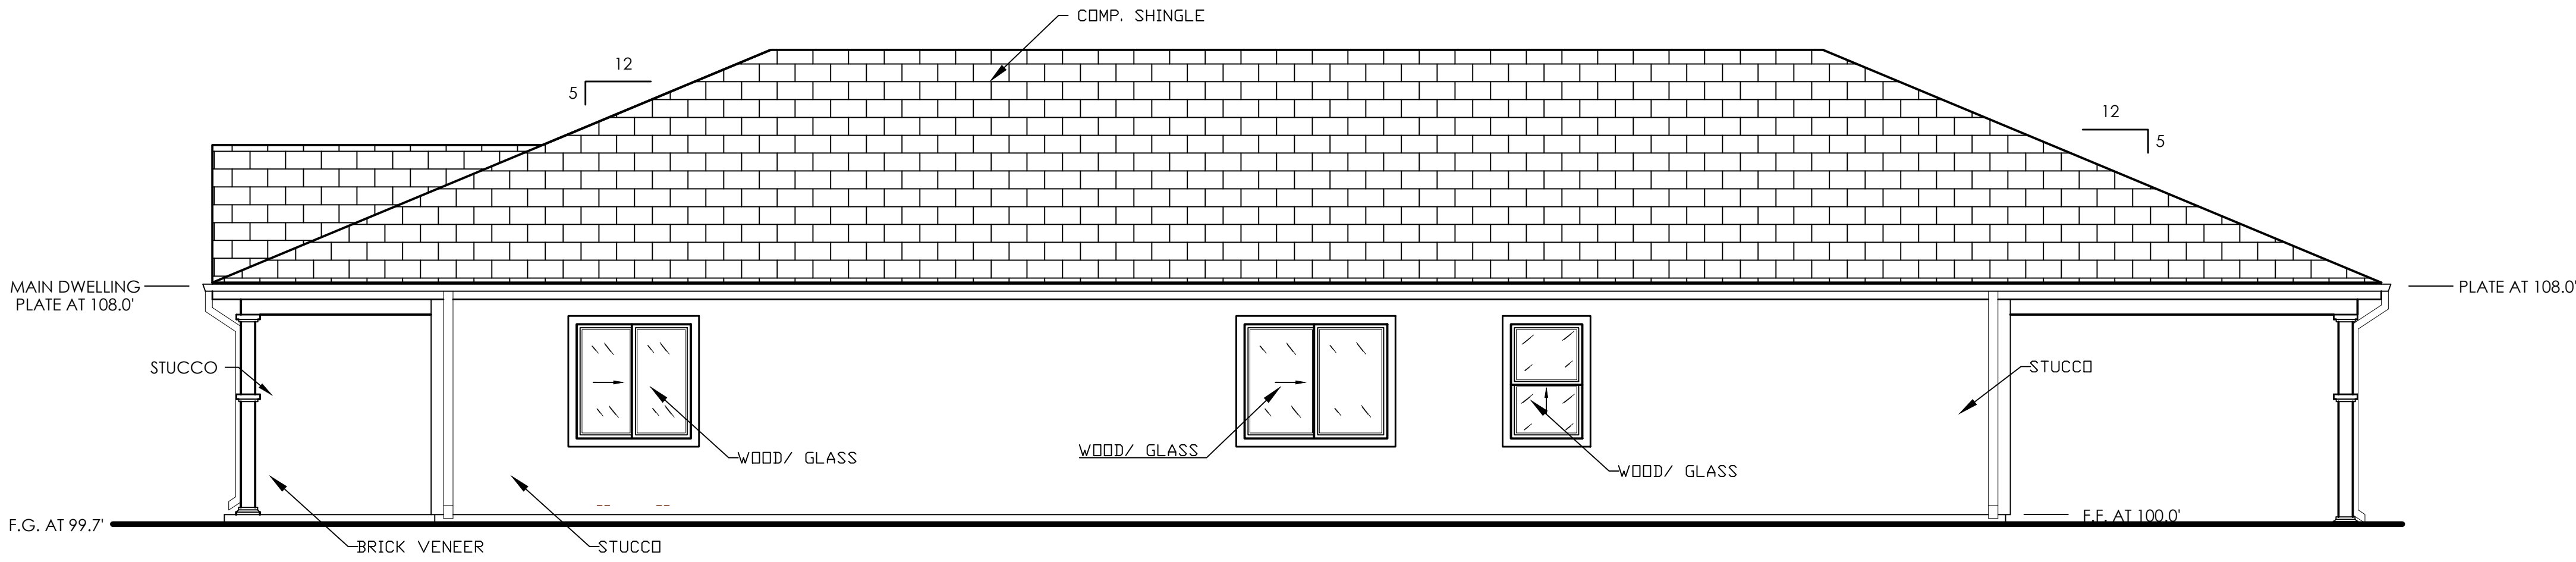 COMP. SHINGLE
12
5
12
5
MAIN DWELLING
PLATE AT 108.0'
PLATE AT 108.0'
STUCCO
STUCCO
WOOD/ GLASS
WOOD/ GLASS
WOOD/ GLASS
F.G. AT 99.7'
F.F. AT 100.0'
BRICK VENEER
STUCCO